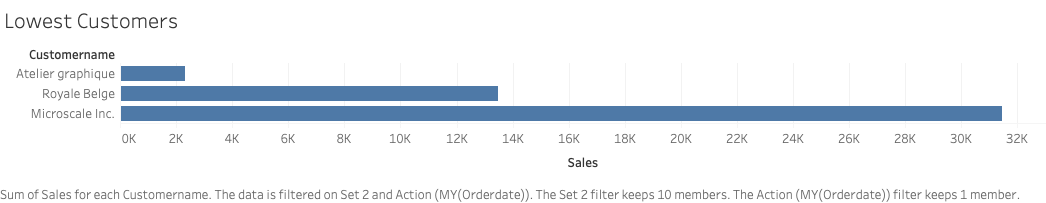 Lowest Customers
Customername
Atelier graphique
Royale Belge
Microscale Inc.
0K 2K 4K 6K 8K 10K 12K 14K 16K 18K 20K 22K 24K 26K 28K 30K 32K
Sales
Sum of Sales for each Customername. The data is filtered on Set 2 and Action (MY(Orderdate)). The Set 2 filter keeps 10 members. The Action (MY(Orderdate)) filter keeps 1 member.